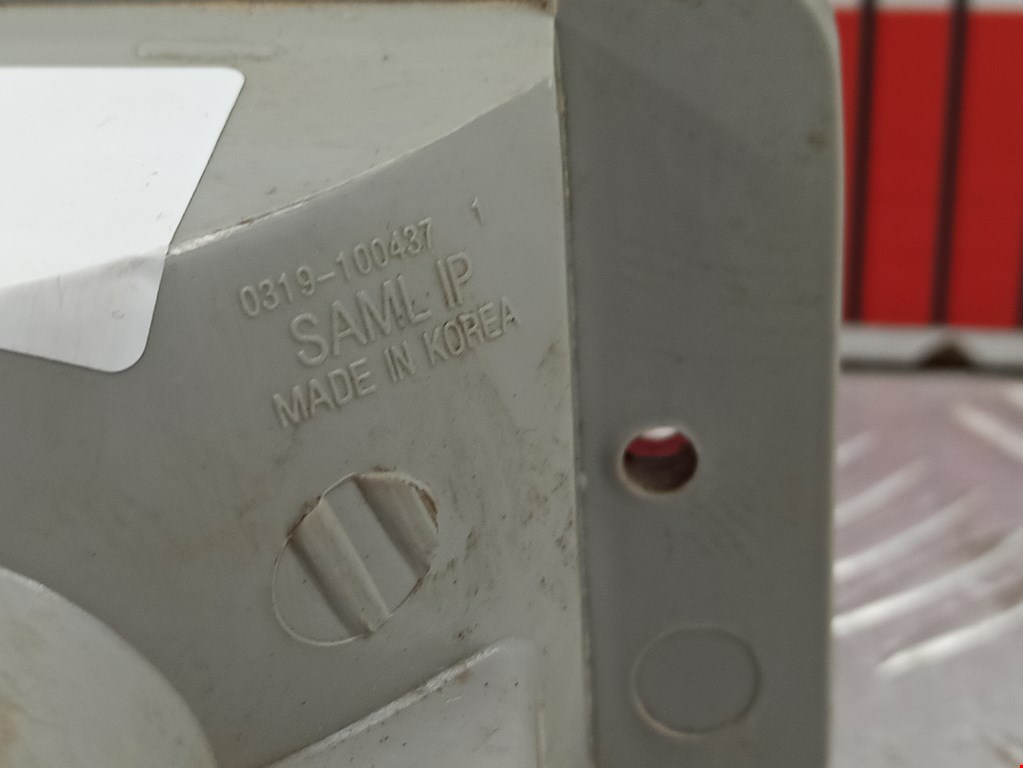 0319-100437 1
SAML IP
MADE IN KOREA